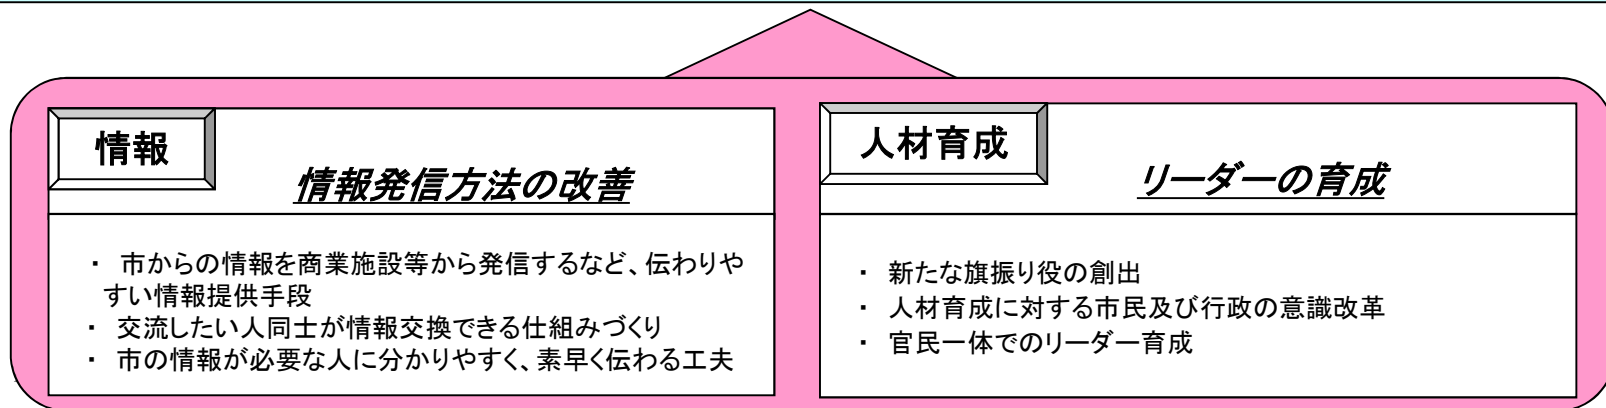 情報
情報発信方法の改善
・ 市からの情報を商業施設等から発信するなど、伝わりや
すい情報提供手段
・ 交流したい人同士が情報交換できる仕組みづくり
・ 市の情報が必要な人に分かりやすく、素早く伝わる工夫
人材育成
リーダーの育成
・ 新たな旗振り役の創出
・ 人材育成に対する市民及び行政の意識改革
・ 官民一体でのリーダー育成